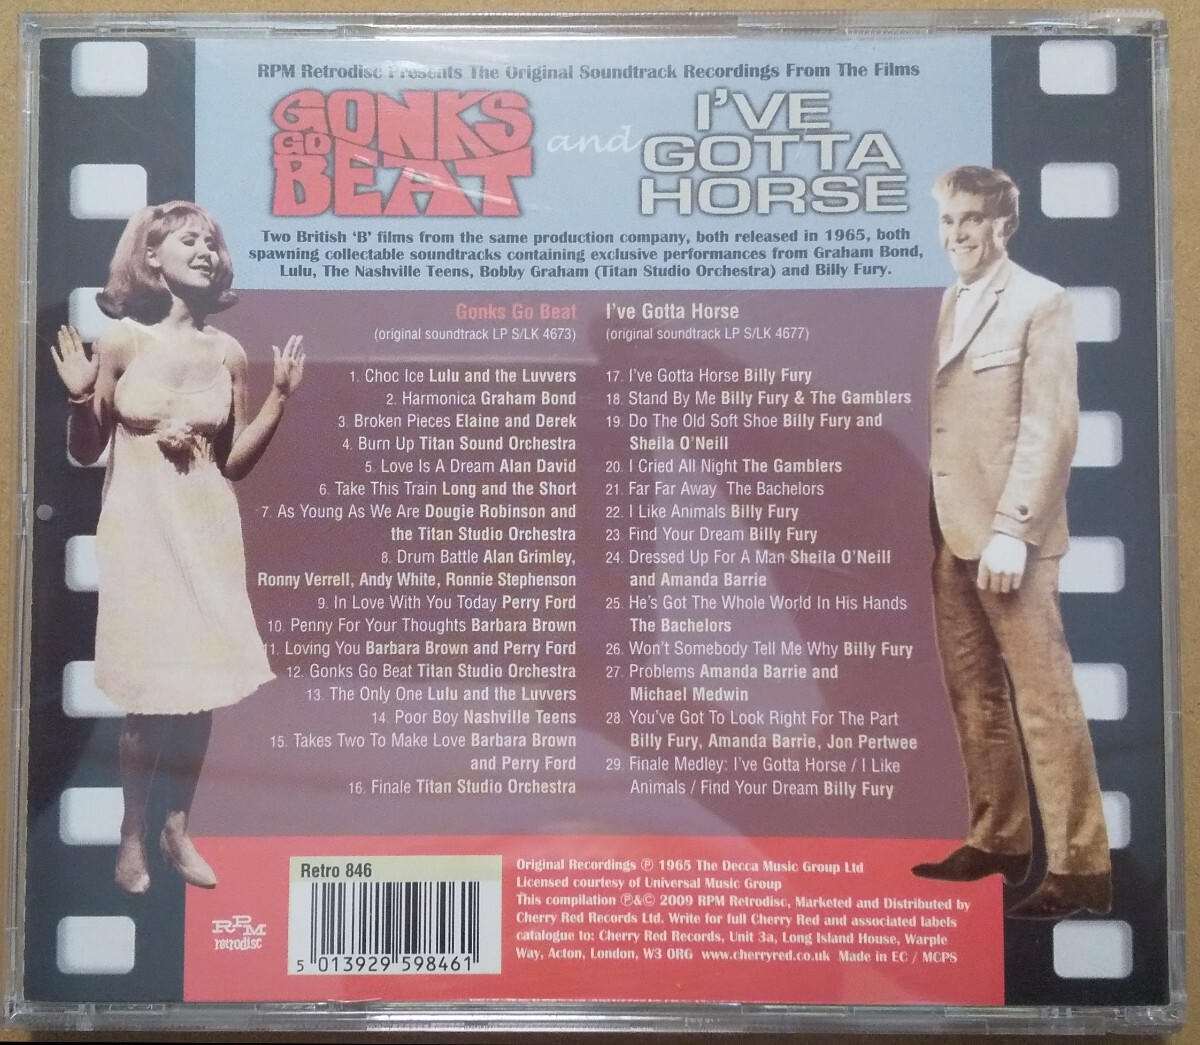 RPM Retrodisc Presents The Original Soundtrack Recordings From The Films
GONKS
GO
BEAT
and
I'VE
GOTTA
HORSE
Two British 'B' films from the same production company, both released in 1965, both
spawning collectable soundtracks containing exclusive performances from Graham Bond,
Lulu, The Nashville Teens, Bobby Graham (Titan Studio Orchestra) and Billy Fury.
Gonks Go Beat
(original soundtrack LP S/LK 4673)
1. Choc Ice Lulu and the Luvvers
2. Harmonica Graham Bond
3. Broken Pieces Elaine and Derek
4. Burn Up Titan Sound Orchestra
5. Love Is A Dream Alan David
6. Take This Train Long and the Short
7. As Young As We Are Dougie Robinson and
the Titan Studio Orchestra
8. Drum Battle Alan Grimley,
Ronny Verrell, Andy White, Ronnie Stephenson
9. In Love With You Today Perry Ford
10. Penny For Your Thoughts Barbara Brown
11. Loving You Barbara Brown and Perry Ford
12. Gonks Go Beat Titan Studio Orchestra
13. The Only One Lulu and the Luvvers
14. Poor Boy Nashville Teens
15. Takes Two To Make Love Barbara Brown
and Perry Ford
16. Finale Titan Studio Orchestra
I've Gotta Horse
(original soundtrack LP S/LK 4677)
17. I've Gotta Horse Billy Fury
18. Stand By Me Billy Fury & The Gamblers
19. Do The Old Soft Shoe Billy Fury and
Sheila O'Neill
20. I Cried All Night The Gamblers
21. Far Far Away The Bachelors
22. I Like Animals Billy Fury
23. Find Your Dream Billy Fury
24. Dressed Up For A Man Sheila O'Neill
and Amanda Barrie
25. He's Got The Whole World In His Hands
The Bachelors
26. Won't Somebody Tell Me Why Billy Fury
27. Problems Amanda Barrie and
Michael Medwin
28. You've Got To Look Right For The Part
Billy Fury, Amanda Barrie, Jon Pertwee
29. Finale Medley: I've Gotta Horse / I Like
Animals / Find Your Dream Billy Fury
RPM
retrodisc
Retro 846
5 013929 598461
Original Recordings ℗ 1965 The Decca Music Group Ltd
Licensed courtesy of Universal Music Group
This compilation ℗&© 2009 RPM Retrodisc, Marketed and Distributed by
Cherry Red Records Ltd. Write for full Cherry Red and associated labels
catalogue to: Cherry Red Records, Unit 3a, Long Island House, Warple
Way, Acton, London, W3 0RG www.cherryred.co.uk Made in EC / MCPS